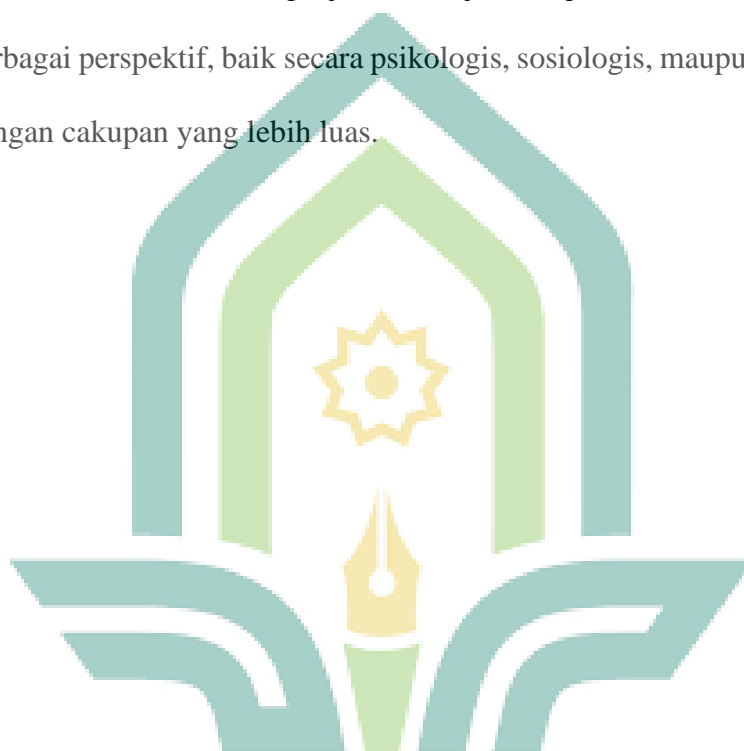 rbagai perspektif, baik secara psikologis, sosiologis, maupu
ngan cakupan yang lebih luas.